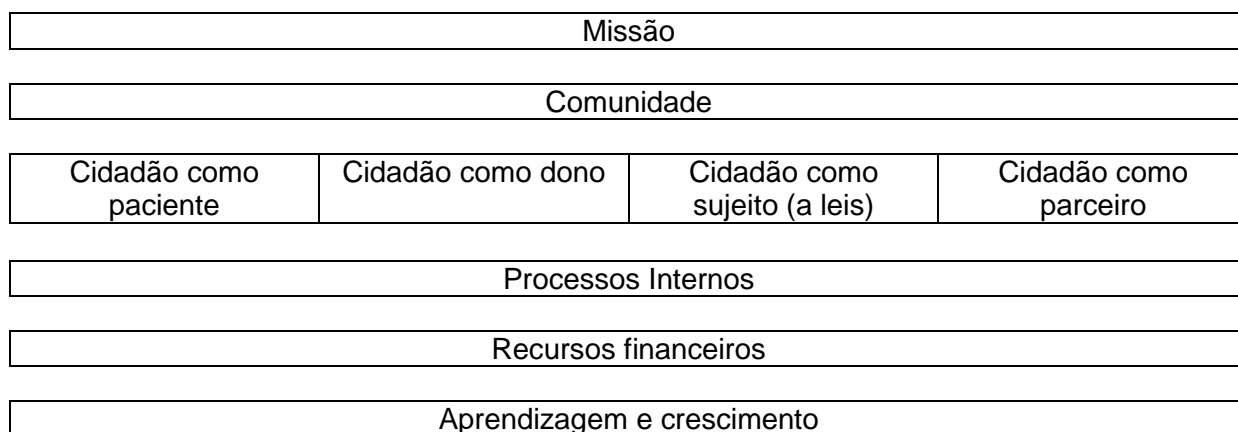 Missão
Comunidade
Cidadão como
paciente
Cidadão como dono
Cidadão como
sujeito (a leis)
Cidadão como
parceiro
Processos Internos
Recursos financeiros
Aprendizagem e crescimento